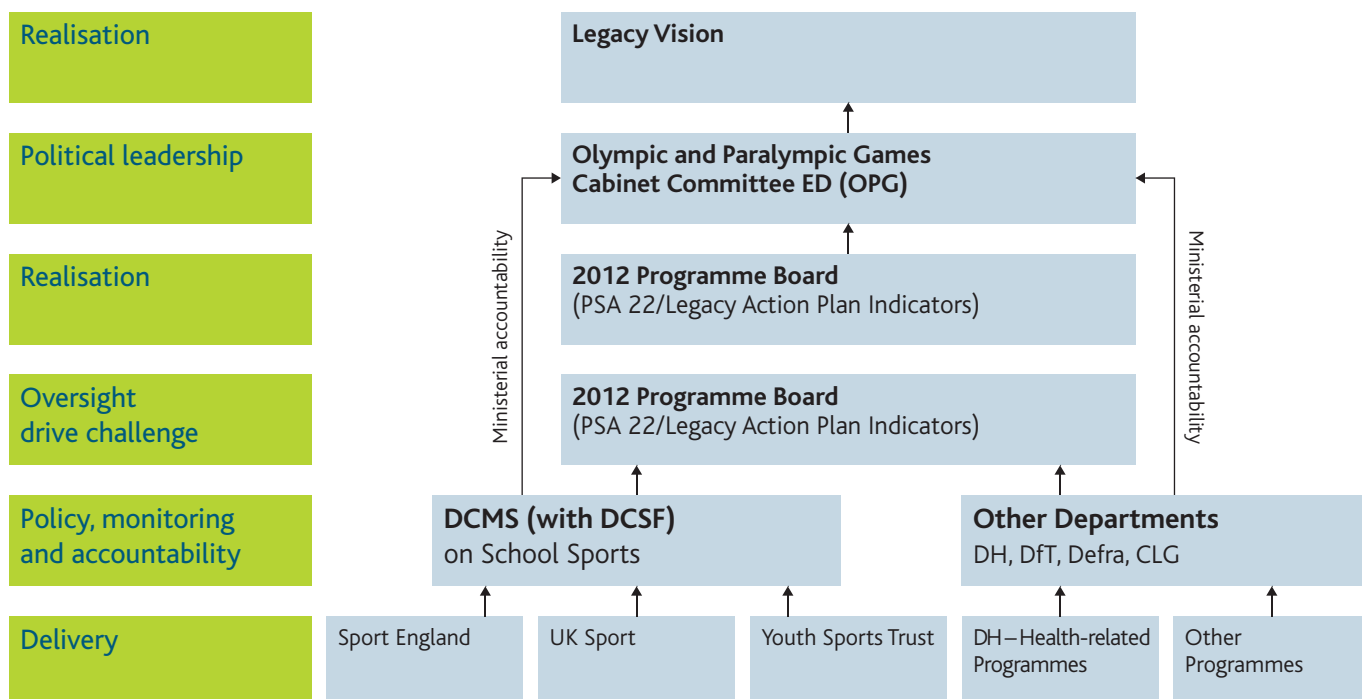 Realisation
Legacy Vision
Political leadership
Olympic and Paralympic Games
Cabinet Committee ED (OPG)
Ministerial accountability
Ministerial accountability
Realisation
2012 Programme Board
(PSA 22/Legacy Action Plan Indicators)
Oversight
drive challenge
2012 Programme Board
(PSA 22/Legacy Action Plan Indicators)
Policy, monitoring
and accountability
DCMS (with DCSF)
on School Sports
Other Departments
DH, DfT, Defra, CLG
Delivery
Sport England
UK Sport
Youth Sports Trust
DH–Health-related
Programmes
Other
Programmes